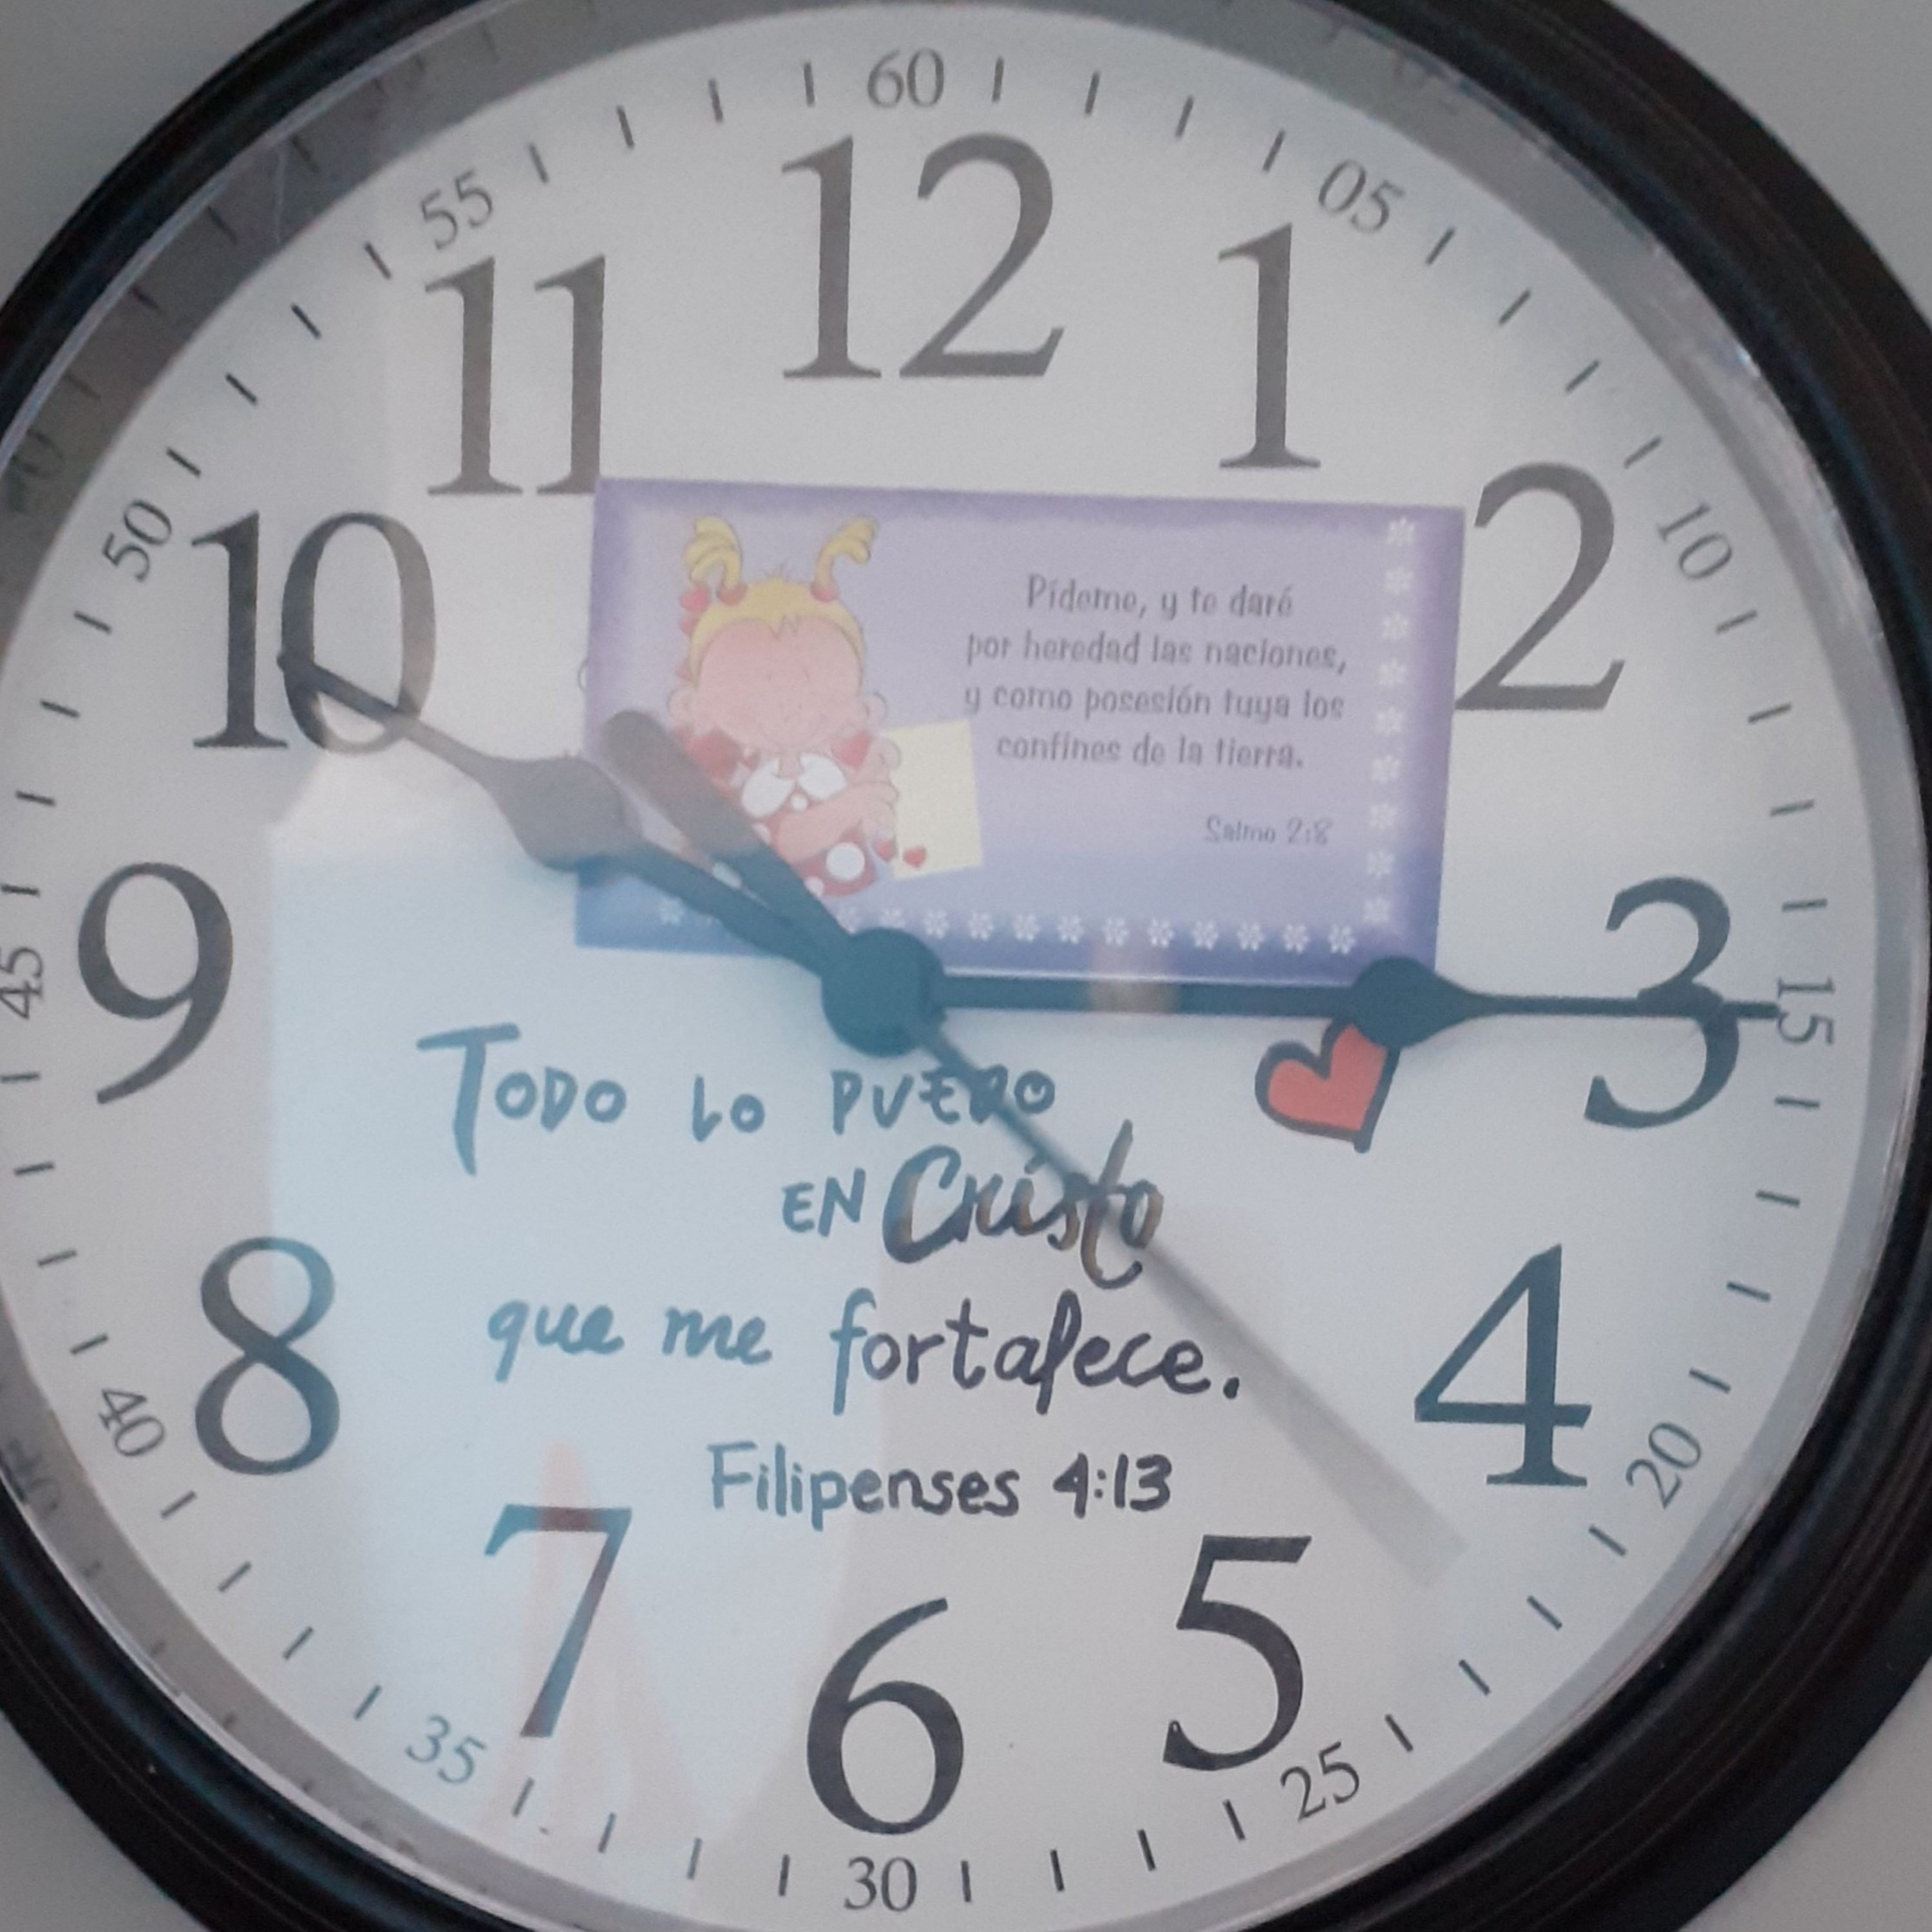 60
05
10
15
20
25
30
35
40
45
50
55
12
1
2
3
4
5
6
7
8
9
10
11
Pídeme, y te daré
por heredad las naciones,
y como posesión tuya los
confines de la tierra.
Salmo 2:8
Todo lo puedo
en Cristo
que me fortalece.
Filipenses 4:13